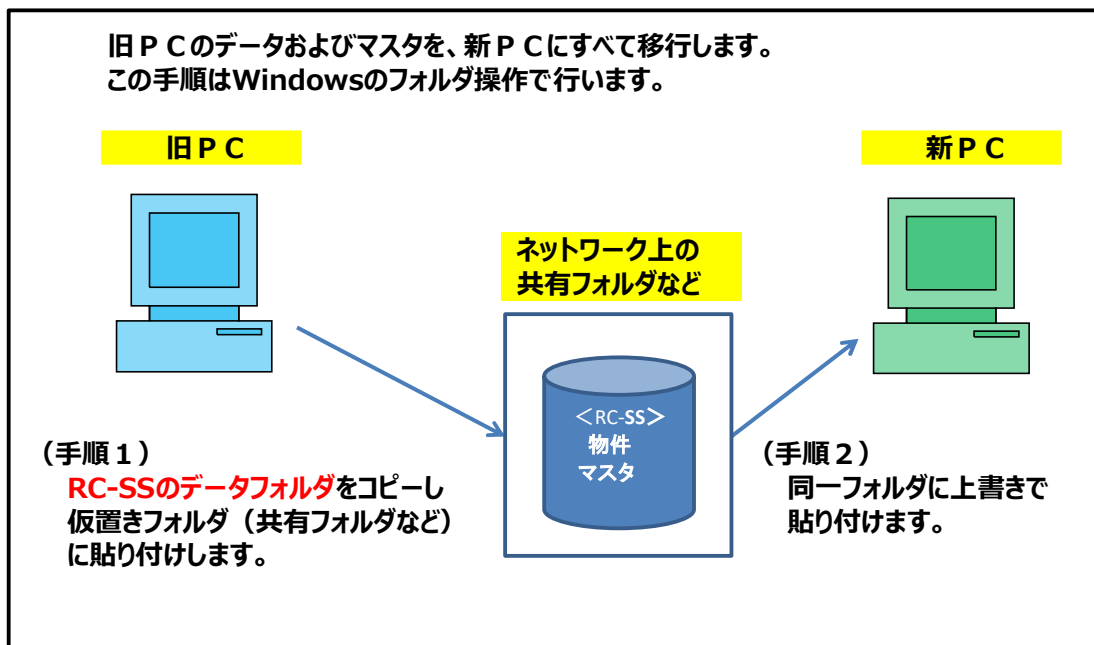 旧ＰＣのデータおよびマスタを、新ＰＣにすべて移行します。
この手順はWindowsのフォルダ操作で行います。
旧ＰＣ
新ＰＣ
ネットワーク上の
共有フォルダなど
＜RC-SS＞
物件
マスタ
（手順１）
RC-SSのデータフォルダをコピーし
仮置きフォルダ（共有フォルダなど）
に貼り付けします。
（手順２）
同一フォルダに上書きで
貼り付けます。